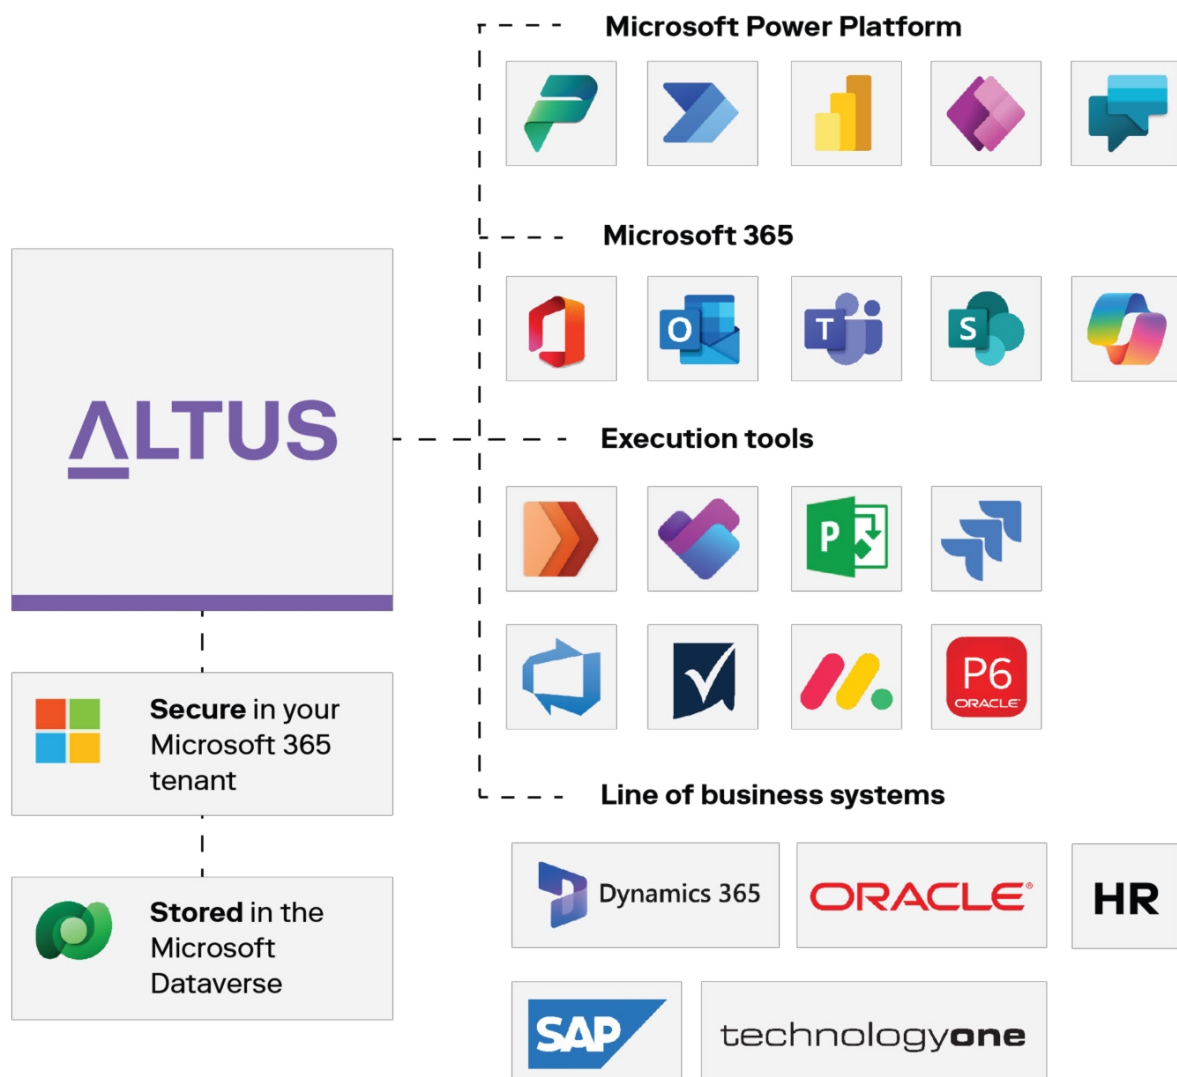 Microsoft Power Platform
Microsoft 365
O
T
S
ALTUS
Execution tools
P
P6
ORACLE
Secure in your
Microsoft 365
tenant
Line of business systems
Dynamics 365
ORACLE®
HR
Stored in the
Microsoft
Dataverse
SAP
technologyone